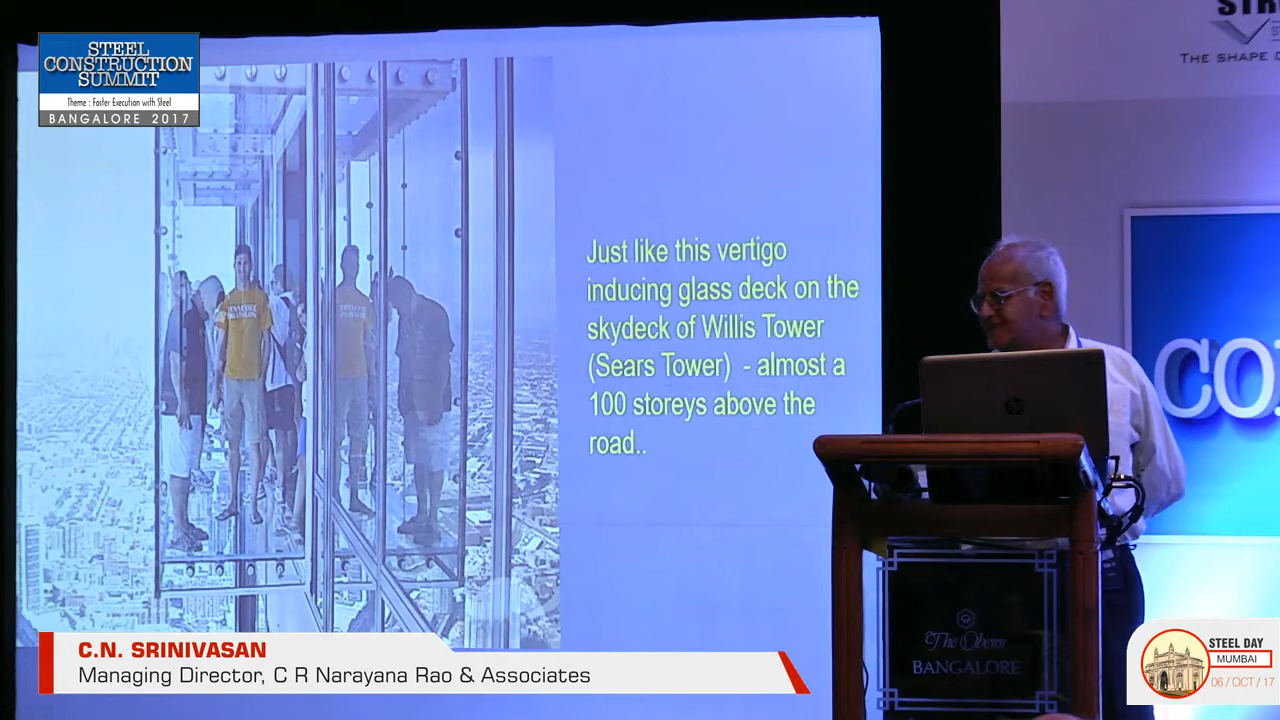 STEEL
CONSTRUCTION
SUMMIT
Theme : Faster Execution with Steel
BANGALORE 2017
THE SHAPE
Just like this vertigo
inducing glass deck on the
skydeck of Willis Tower
(Sears Tower) - almost a
100 storeys above the
road..
The Oberoi
BANGALORE
C.N. SRINIVASAN
Managing Director, C R Narayana Rao & Associates
STEEL DAY
MUMBAI
06 / OCT / 17